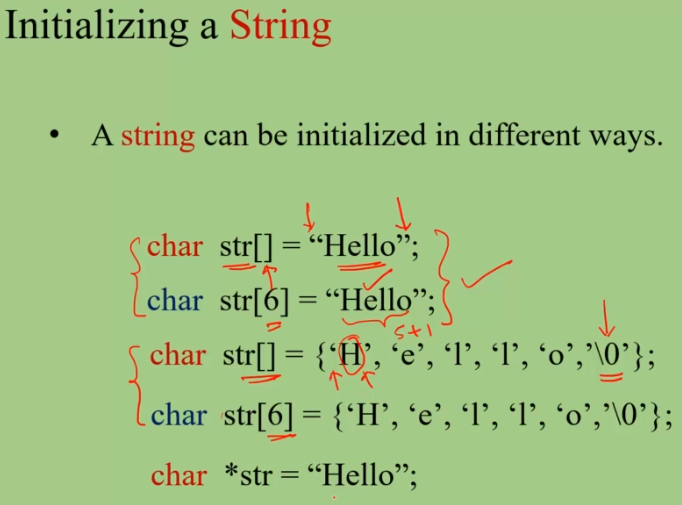 Initializing a String
• A string can be initialized in different ways.
char str[] = “Hello”;
char str[6] = “Hello”;
5+1
char str[] = {‘H’, ‘e’, ‘l’, ‘l’, ‘o’,’\0’};
char str[6] = {‘H’, ‘e’, ‘l’, ‘l’, ‘o’,’\0’};
char *str = “Hello”;